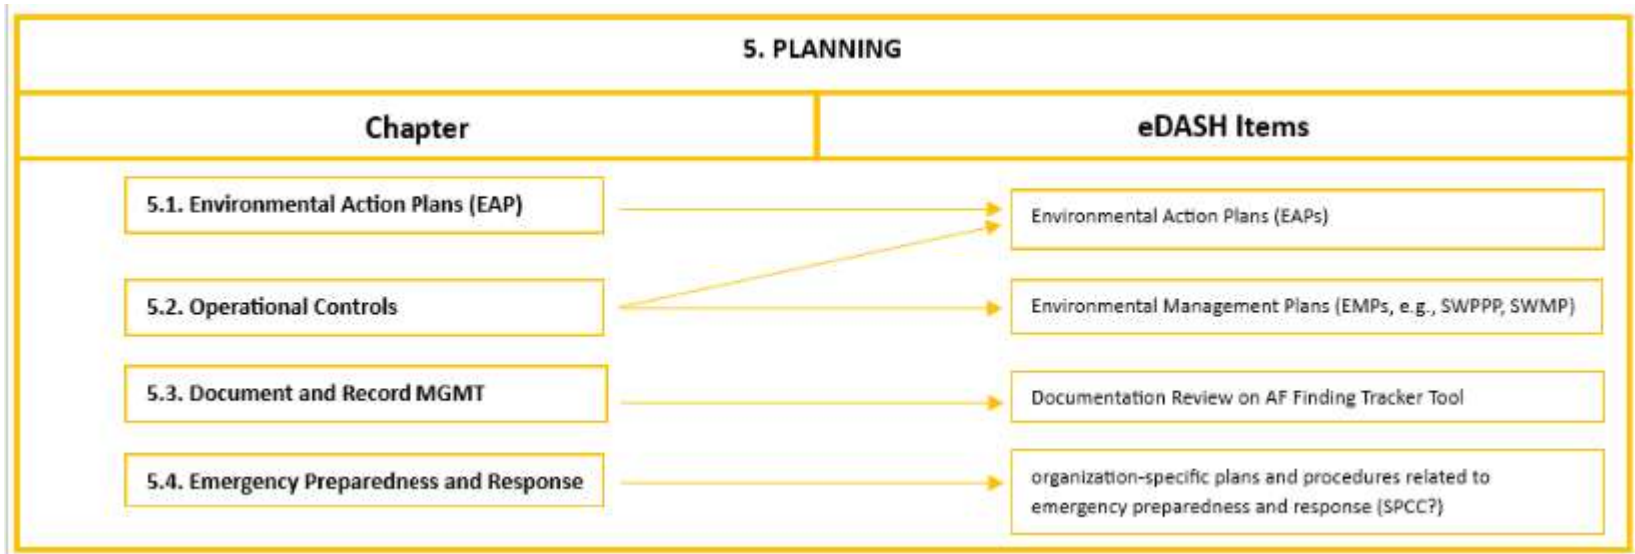 5. PLANNING
Chapter
eDASH Items
5.1. Environmental Action Plans (EAP)
Environmental Action Plans (EAPs)
5.2. Operational Controls
Environmental Management Plans (EMPs, e.g., SWPPP, SWMP)
5.3. Document and Record MGMT
Documentation Review on AF Finding Tracker Tool
5.4. Emergency Preparedness and Response
organization-specific plans and procedures related to
emergency preparedness and response (SPCC?)